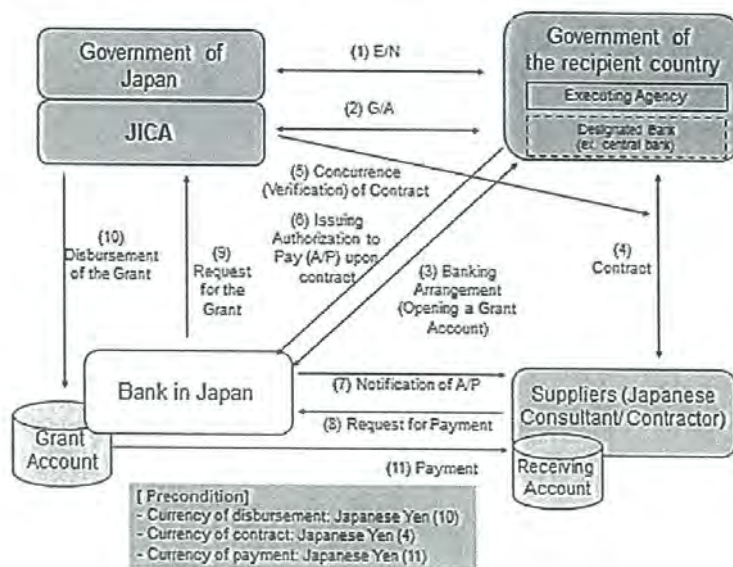 Government of
Japan
JICA
(1) E/N
(2) G/A
Government of
the recipient country
Executing Agency
Designated Bank
(ex. central bank)
(5) Concurrence
(Verification) of Contract
(6) Issuing
Authorization to
Pay (A/P) upon
contract
(10)
Disbursement
of the Grant
(9)
Request
for the
Grant
(3) Banking
Arrangement
(Opening a Grant
Account)
(4)
Contract
Bank in Japan
(7) Notification of A/P
(8) Request for Payment
Suppliers (Japanese
Consultant/Contractor)
Grant
Account
(11) Payment
Receiving
Account
[ Precondition]
- Currency of disbursement: Japanese Yen (10)
- Currency of contract: Japanese Yen (4)
- Currency of payment: Japanese Yen (11)